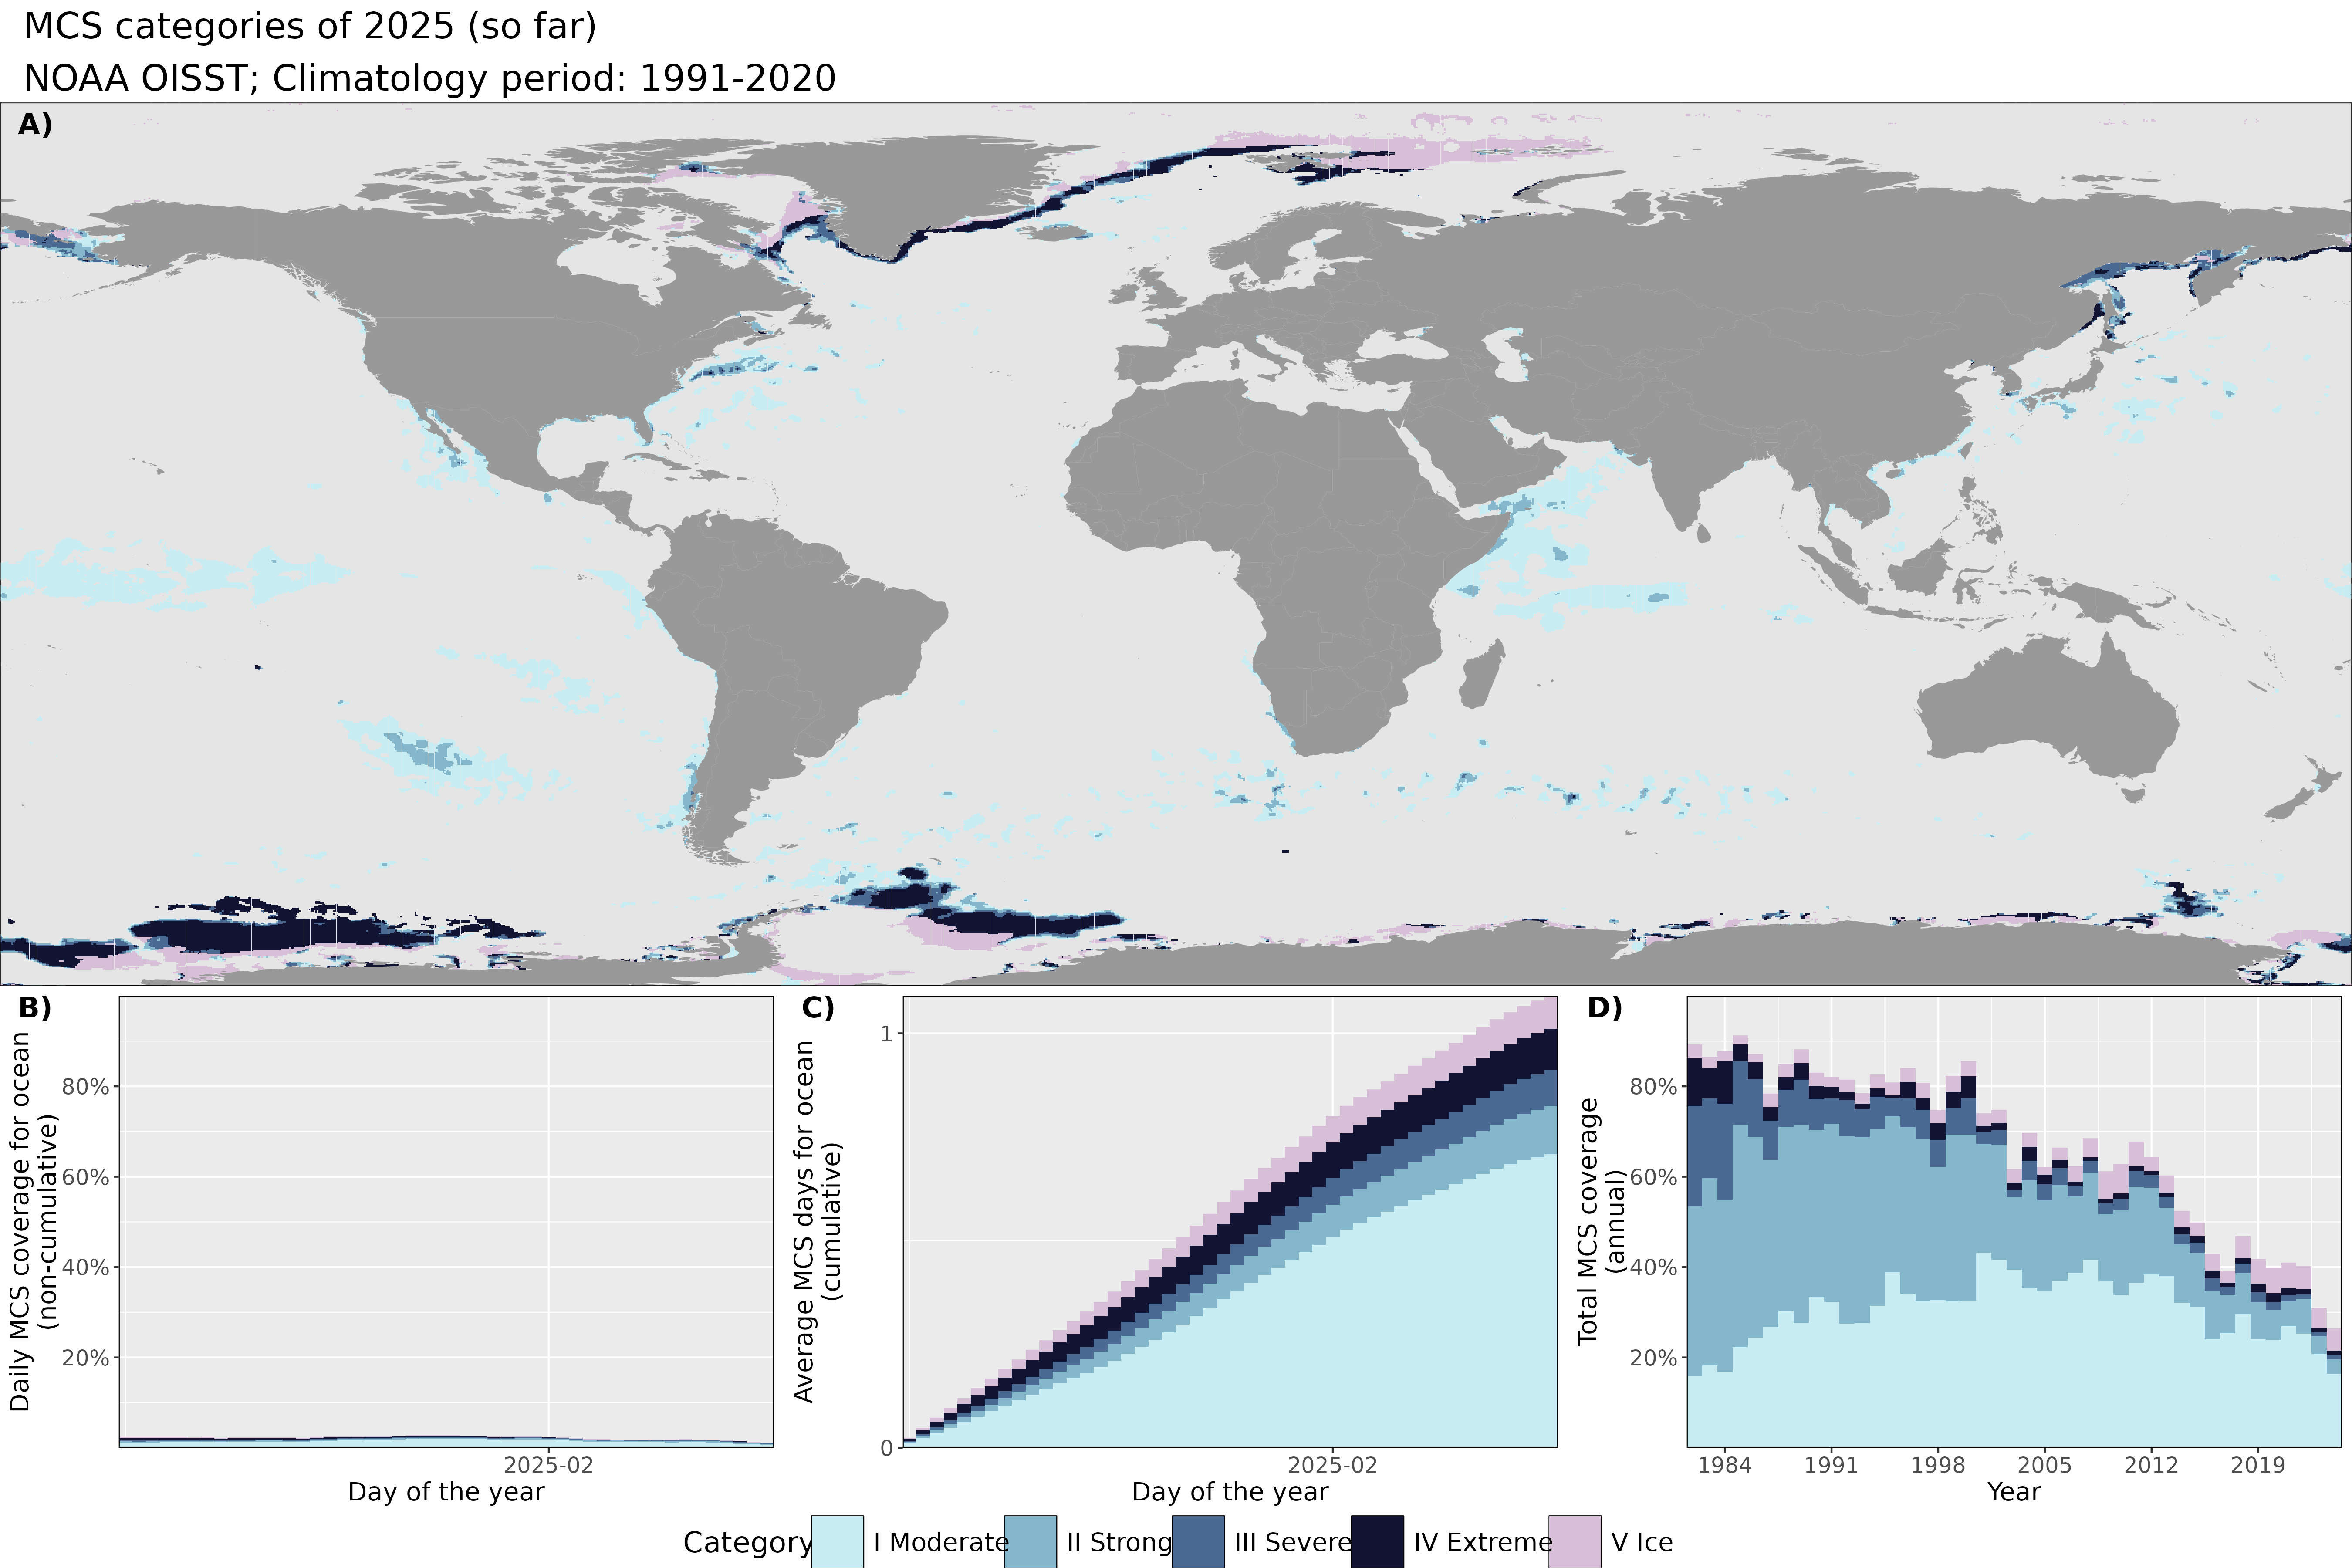 MCS categories of 2025 (so far)
NOAA OISST; Climatology period: 1991-2020
A)
B)
Daily MCS coverage for ocean
(non-cumulative)
80%
60%
40%
20%
2025-02
Day of the year
C)
Average MCS days for ocean
(cumulative)
1
0
2025-02
Day of the year
D)
Total MCS coverage
(annual)
80%
60%
40%
20%
1984
1991
1998
2005
2012
2019
Year
Category
I Moderate
II Strong
III Severe
IV Extreme
V Ice